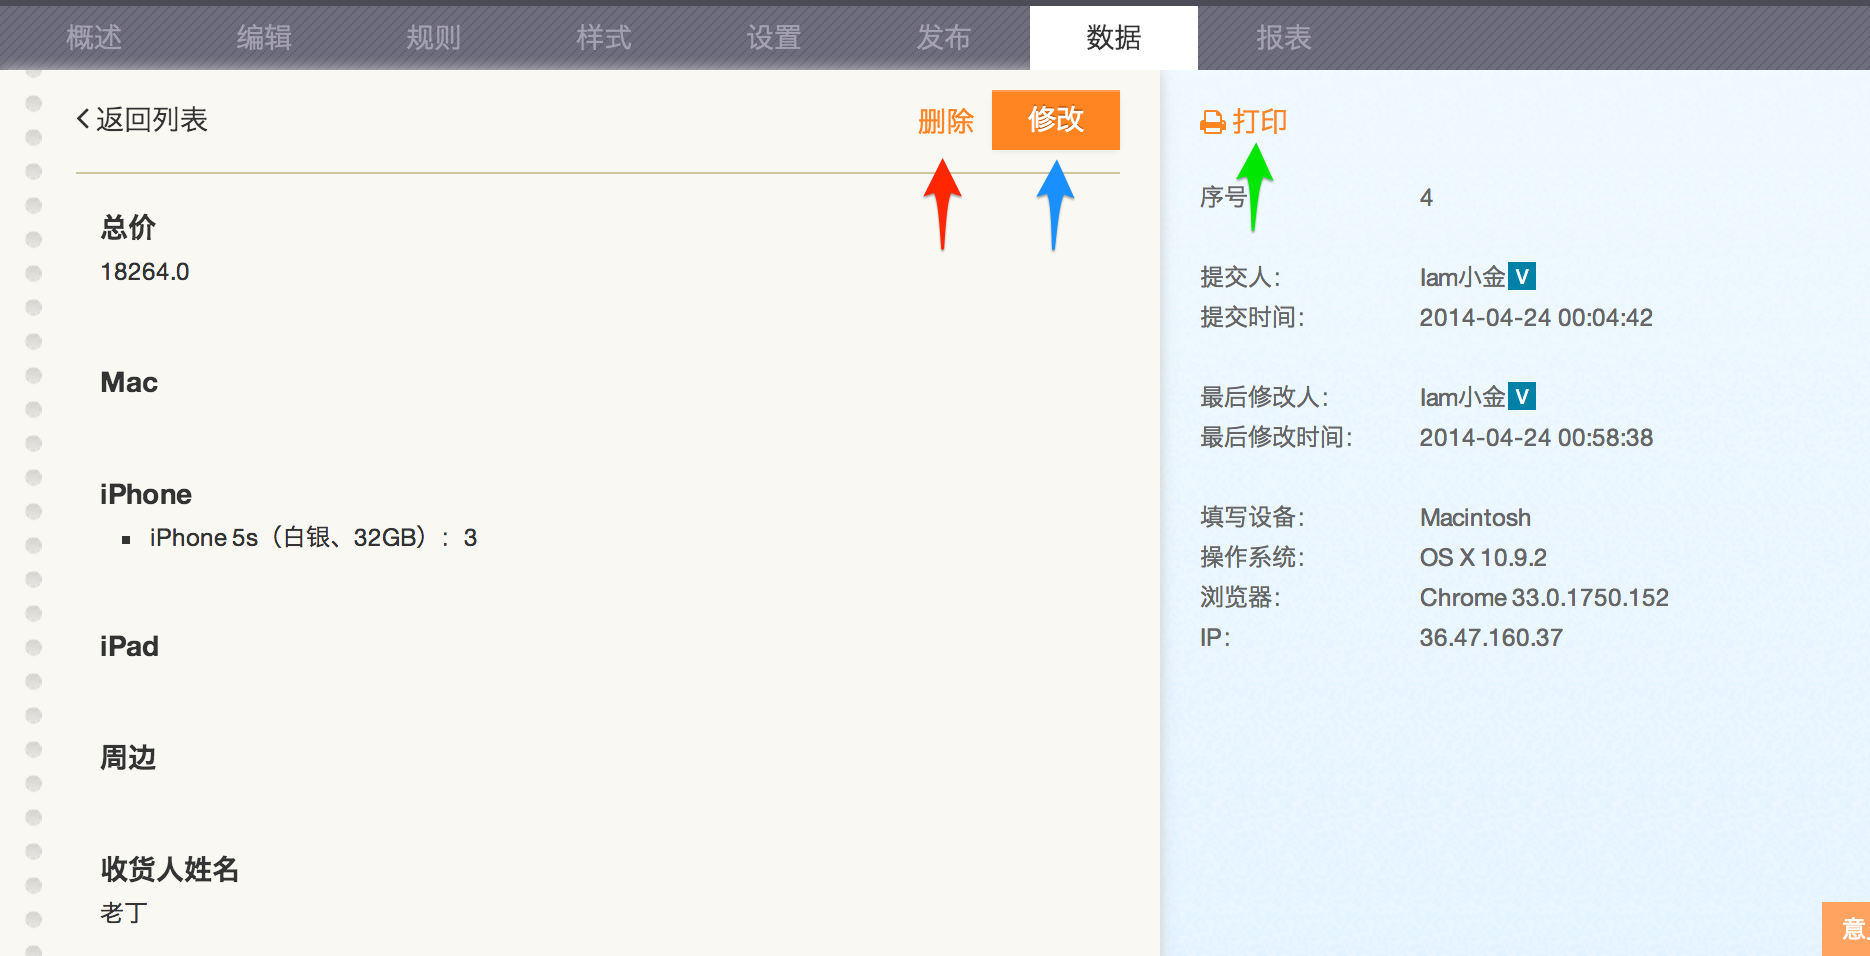 概述 编辑 规则 样式 设置 发布 数据 报表
返回列表 删除 修改
总价
18264.0
Mac
iPhone
▪ iPhone 5s（白银、32GB）：3
iPad
周边
收货人姓名
老丁
打印
序号 4
提交人： Iam小金 V
提交时间： 2014-04-24 00:04:42
最后修改人： Iam小金 V
最后修改时间： 2014-04-24 00:58:38
填写设备： Macintosh
操作系统： OS X 10.9.2
浏览器： Chrome 33.0.1750.152
IP： 36.47.160.37
意